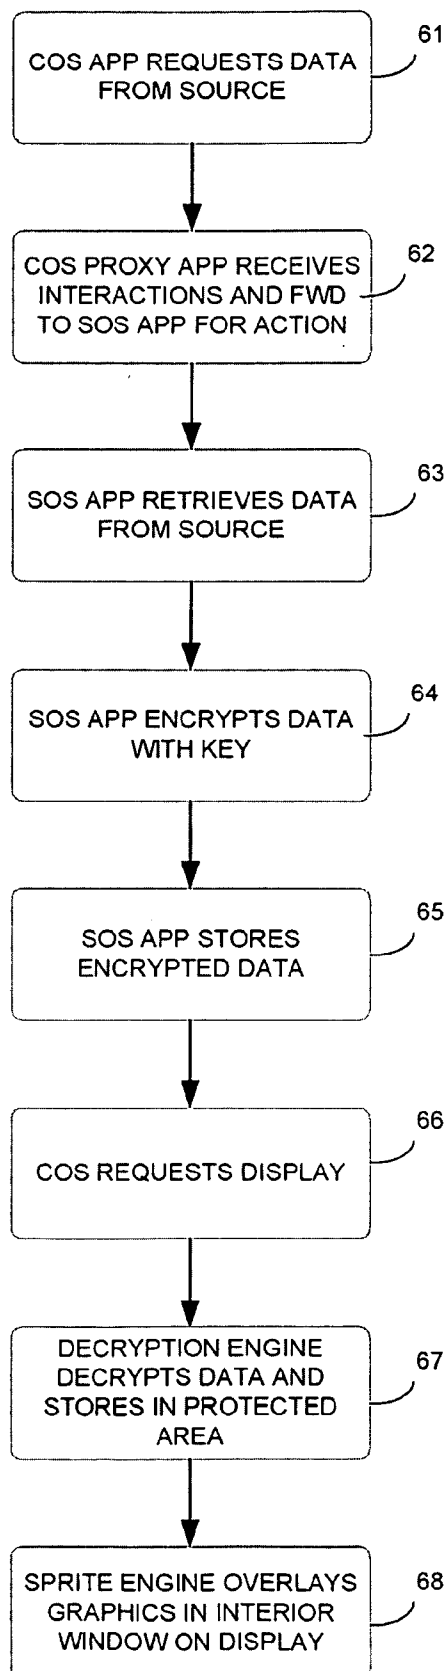 61
COS APP REQUESTS DATA
FROM SOURCE
62
COS PROXY APP RECEIVES
INTERACTIONS AND FWD
TO SOS APP FOR ACTION
63
SOS APP RETRIEVES DATA
FROM SOURCE
64
SOS APP ENCRYPTS DATA
WITH KEY
65
SOS APP STORES
ENCRYPTED DATA
66
COS REQUESTS DISPLAY
67
DECRYPTION ENGINE
DECRYPTS DATA AND
STORES IN PROTECTED
AREA
68
SPRITE ENGINE OVERLAYS
GRAPHICS IN INTERIOR
WINDOW ON DISPLAY